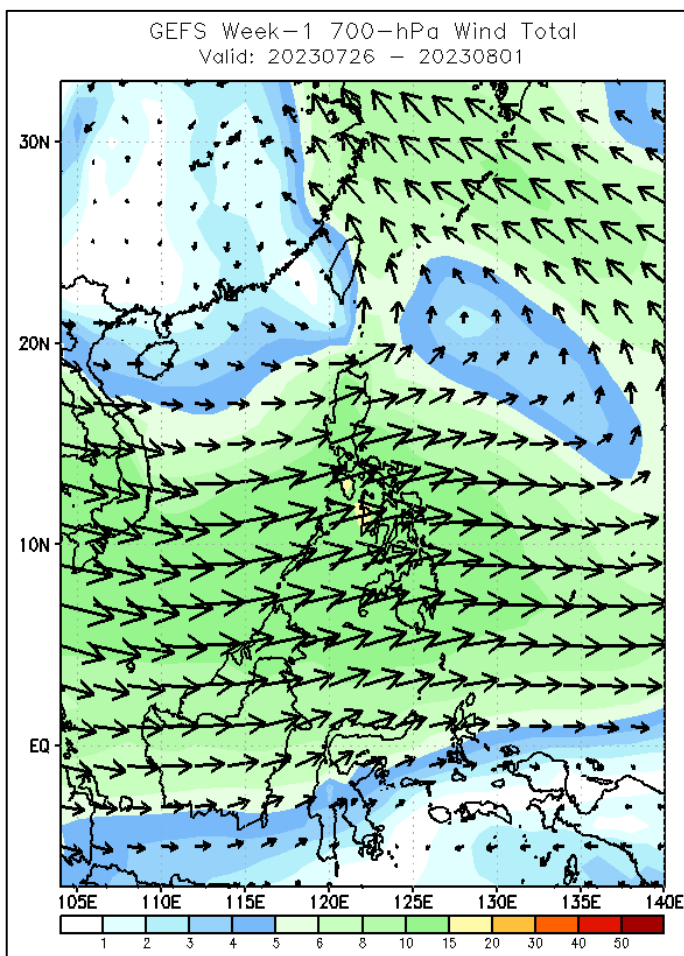 GEFS Week-1 700-hPa Wind Total
Valid: 20230726 - 20230801
30N
20N
10N
EQ
105E 110E 115E 120E 125E 130E 135E 140E
1 2 3 4 5 6 8 10 15 20 30 40 50